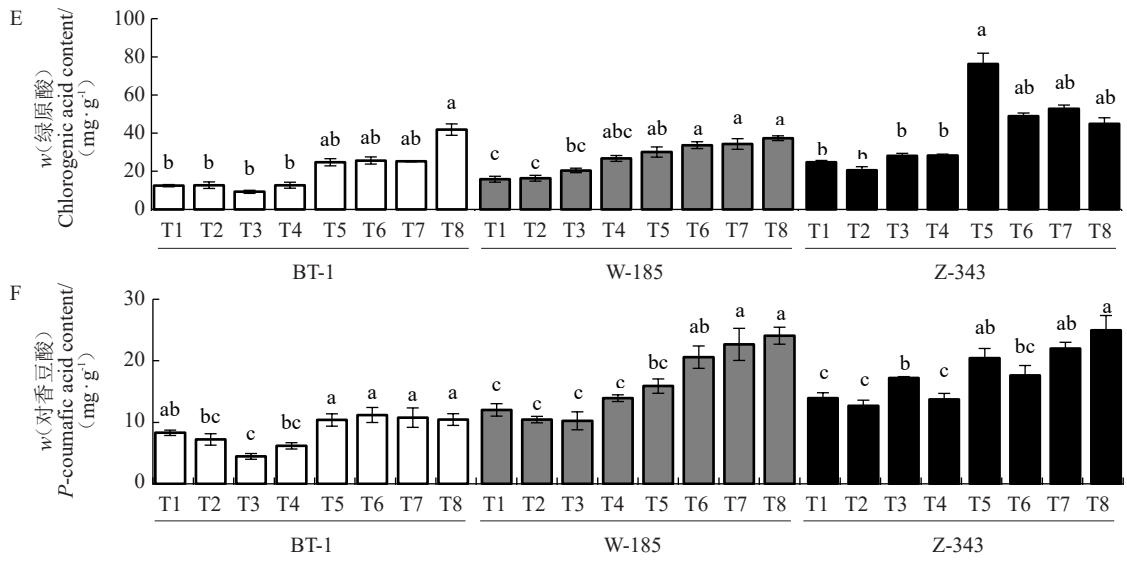 E
w(绿原酸)
Chlorogenic acid content/
(mg·g⁻¹)
100
80
60
40
20
0
b b b b ab ab ab a
c c bc abc ab a a a
b b b b a ab ab ab
T1 T2 T3 T4 T5 T6 T7 T8 T1 T2 T3 T4 T5 T6 T7 T8 T1 T2 T3 T4 T5 T6 T7 T8
BT-1 W-185 Z-343
F
w(对香豆酸)
P-coumafic acid content/
(mg·g⁻¹)
30
20
10
0
ab bc c bc a a a a
c c c c bc ab a a
c c b c ab bc ab a
T1 T2 T3 T4 T5 T6 T7 T8 T1 T2 T3 T4 T5 T6 T7 T8 T1 T2 T3 T4 T5 T6 T7 T8
BT-1 W-185 Z-343